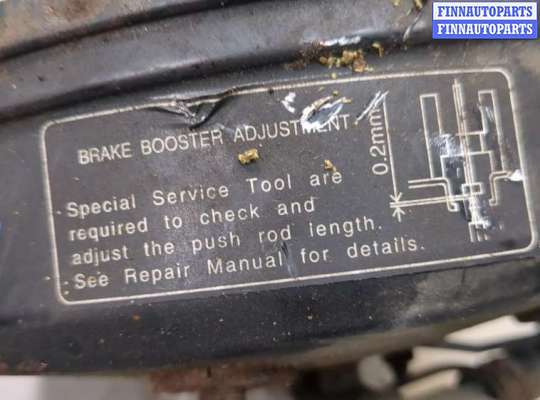 FINNAUTOPARTS
FINNAUTOPARTS
BRAKE BOOSTER ADJUSTMENT
0.2mm
Special Service Tool are
required to check and
adjust the push rod length.
See Repair Manual for details.